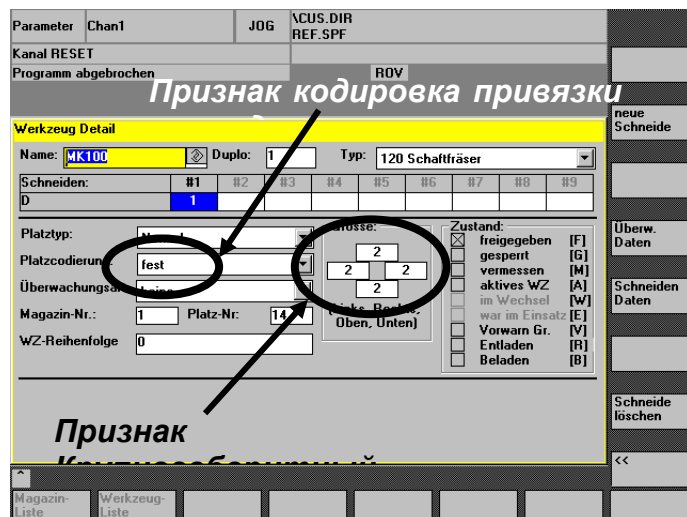 Parameter Chan1 JOG \CUS.DIR
REF.SPF
Kanal RESET
Programm abgebrochen ROV
Признак кодировка привязки
neue
Schneide
Werkzeug Detail
Name: MK100 Duplo: 1 Typ: 120 Schaftfräser
Schneiden: #1 #2 #3 #4 #5 #6 #7 #8 #9
D 1
Platztyp:
Platzcodierung: fest
Magazin-Nr.: 1 Platz-Nr: 14
WZ-Reihenfolge 0
Grösse:
2
2 2
2
(Links, Rechts,
Oben, Unten)
Zustand:
freigegeben [F]
gesperrt [G]
vermessen [M]
aktives WZ [A]
im Wechsel [W]
war im Einsatz [E]
Vorwarn Gr. [V]
Entladen [R]
Beladen [B]
Überw.
Daten
Schneiden
Daten
Schneide
löschen
<<
Признак
^
Magazin-
Liste
Werkzeug-
Liste